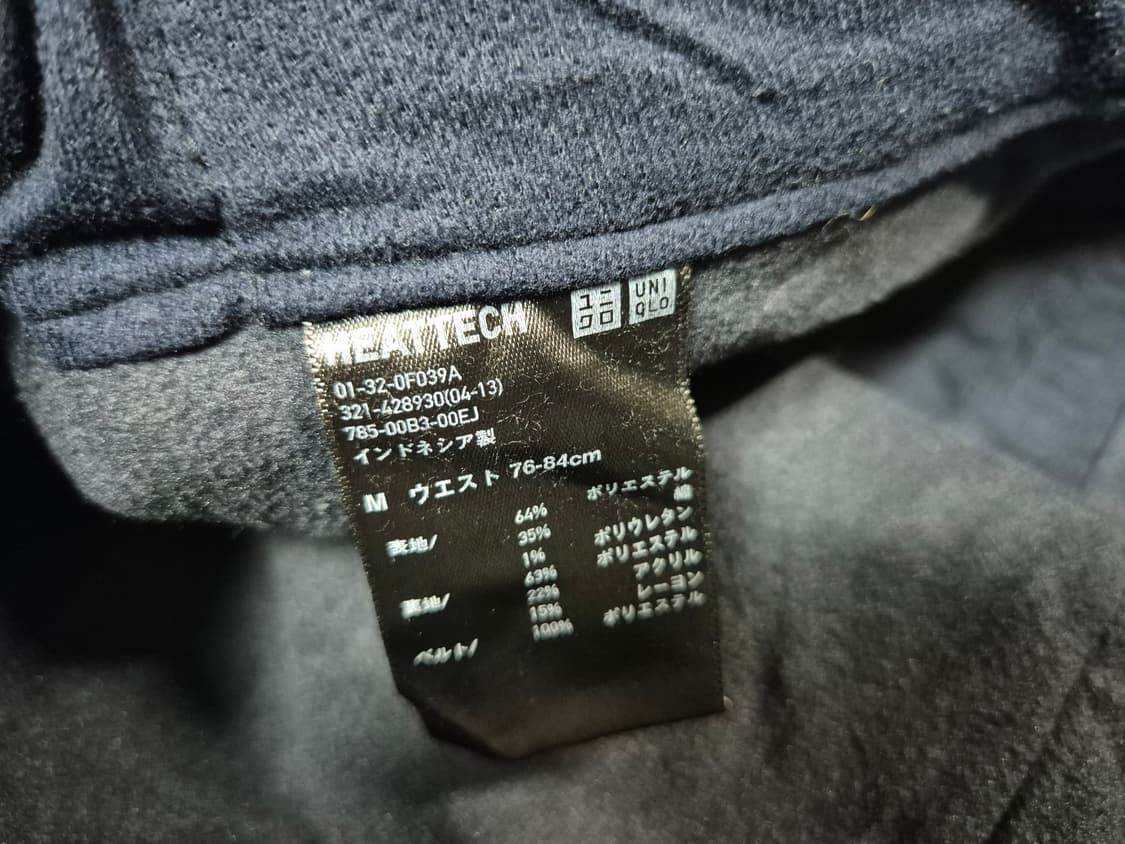 HEATTECH ユニクロ UNIQLO
01-32-0F039A
321-428930(04-13)
785-00B3-00EJ
インドネシア製
M ウエスト 76-84cm
表地/ 64% ポリエステル
35% 綿
1% ポリウレタン
裏地/ 63% ポリエステル
22% アクリル
15% レーヨン
ベルト/ 100% ポリエステル